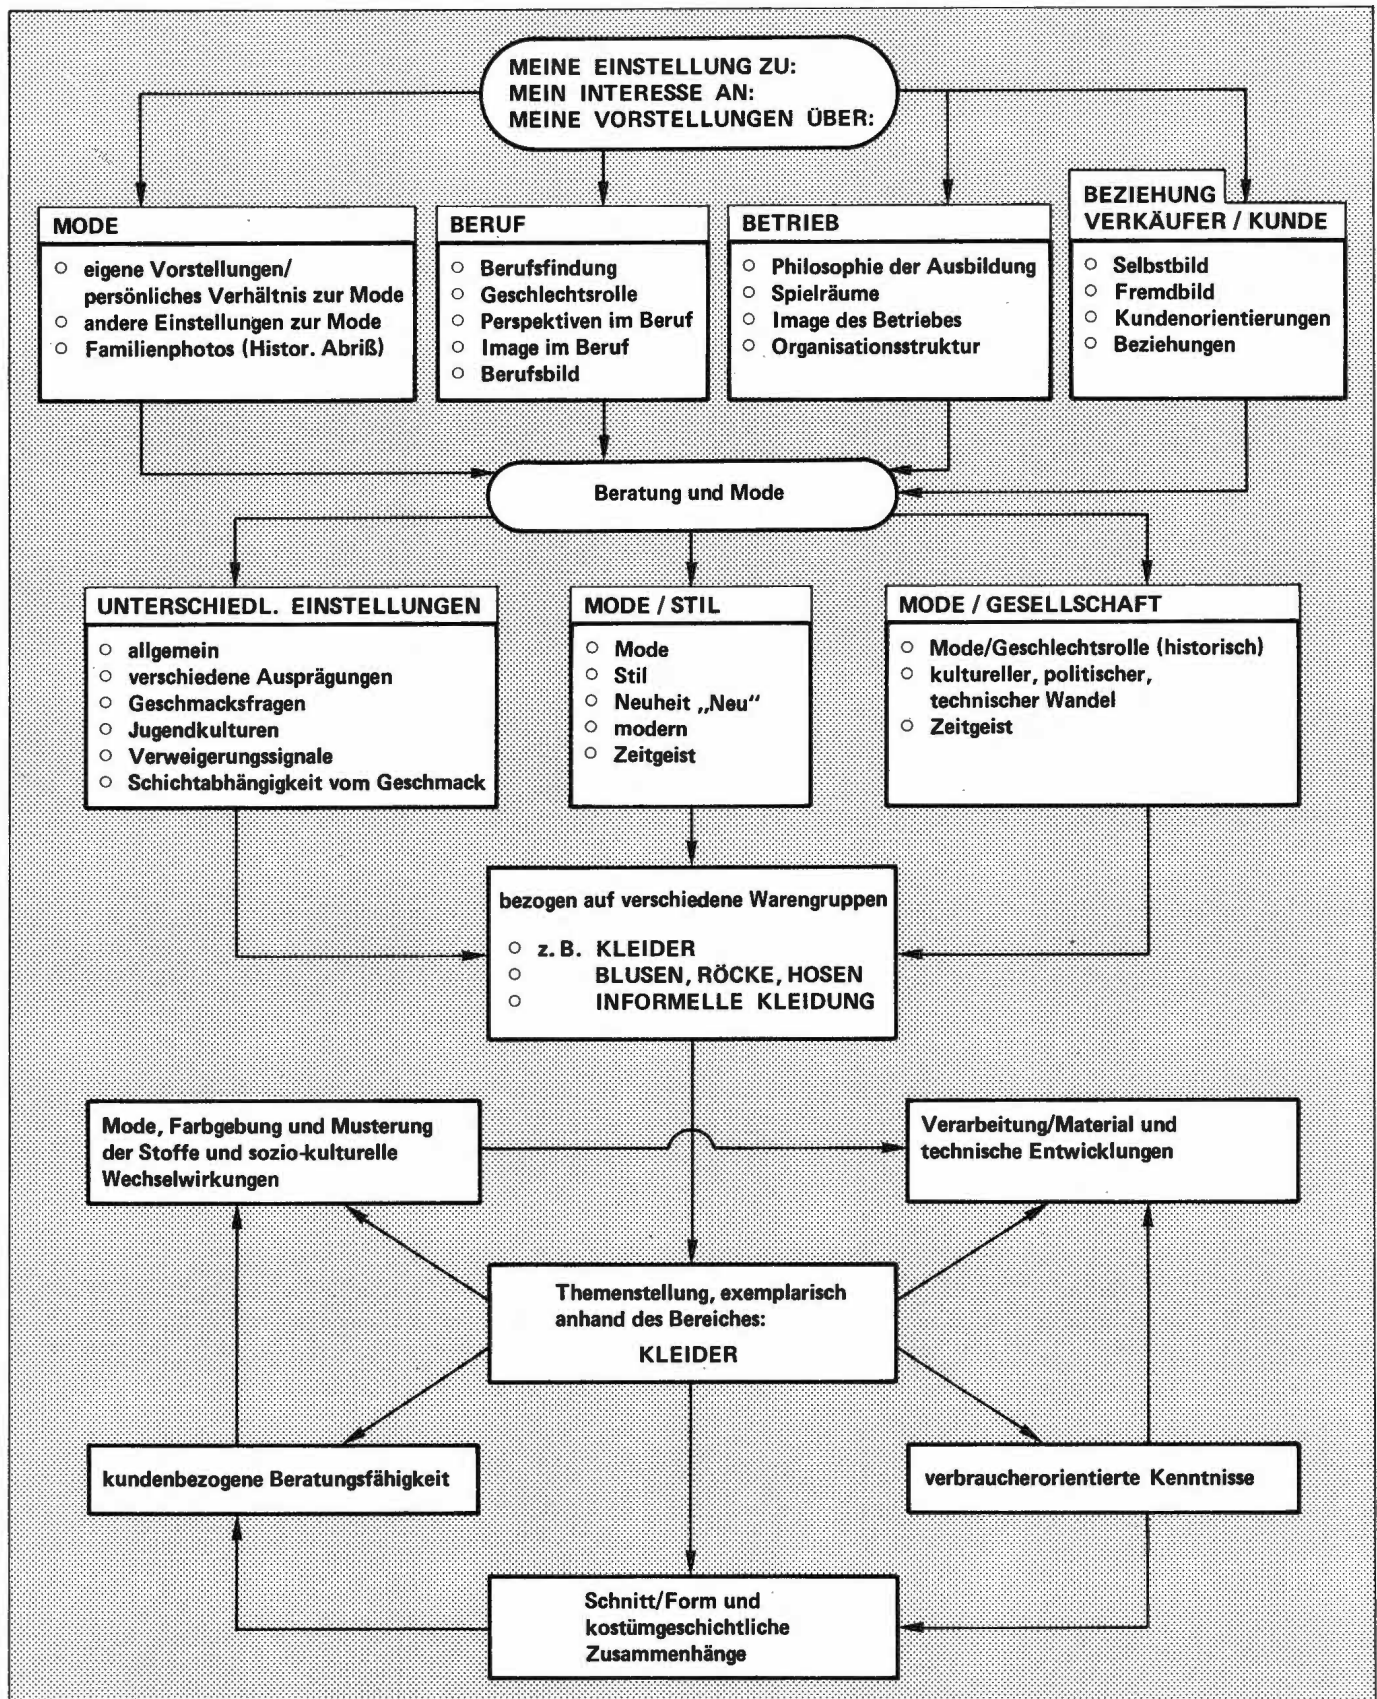 MEINE EINSTELLUNG ZU:
MEIN INTERESSE AN:
MEINE VORSTELLUNGEN ÜBER:
MODE
○ eigene Vorstellungen/
persönliches Verhältnis zur Mode
○ andere Einstellungen zur Mode
○ Familienphotos (Histor. Abriß)
BERUF
○ Berufsfindung
○ Geschlechtsrolle
○ Perspektiven im Beruf
○ Image im Beruf
○ Berufsbild
BETRIEB
○ Philosophie der Ausbildung
○ Spielräume
○ Image des Betriebes
○ Organisationsstruktur
BEZIEHUNG
VERKÄUFER / KUNDE
○ Selbstbild
○ Fremdbild
○ Kundenorientierungen
○ Beziehungen
Beratung und Mode
UNTERSCHIEDL. EINSTELLUNGEN
○ allgemein
○ verschiedene Ausprägungen
○ Geschmacksfragen
○ Jugendkulturen
○ Verweigerungssignale
○ Schichtabhängigkeit vom Geschmack
MODE / STIL
○ Mode
○ Stil
○ Neuheit „Neu“
○ modern
○ Zeitgeist
MODE / GESELLSCHAFT
○ Mode/Geschlechtsrolle (historisch)
○ kultureller, politischer,
technischer Wandel
○ Zeitgeist
bezogen auf verschiedene Warengruppen
○ z. B. KLEIDER
○ BLUSEN, RÖCKE, HOSEN
○ INFORMELLE KLEIDUNG
Mode, Farbgebung und Musterung
der Stoffe und sozio-kulturelle
Wechselwirkungen
Verarbeitung/Material und
technische Entwicklungen
Themenstellung, exemplarisch
anhand des Bereiches:
KLEIDER
kundenbezogene Beratungsfähigkeit
verbraucherorientierte Kenntnisse
Schnitt/Form und
kostümgeschichtliche
Zusammenhänge